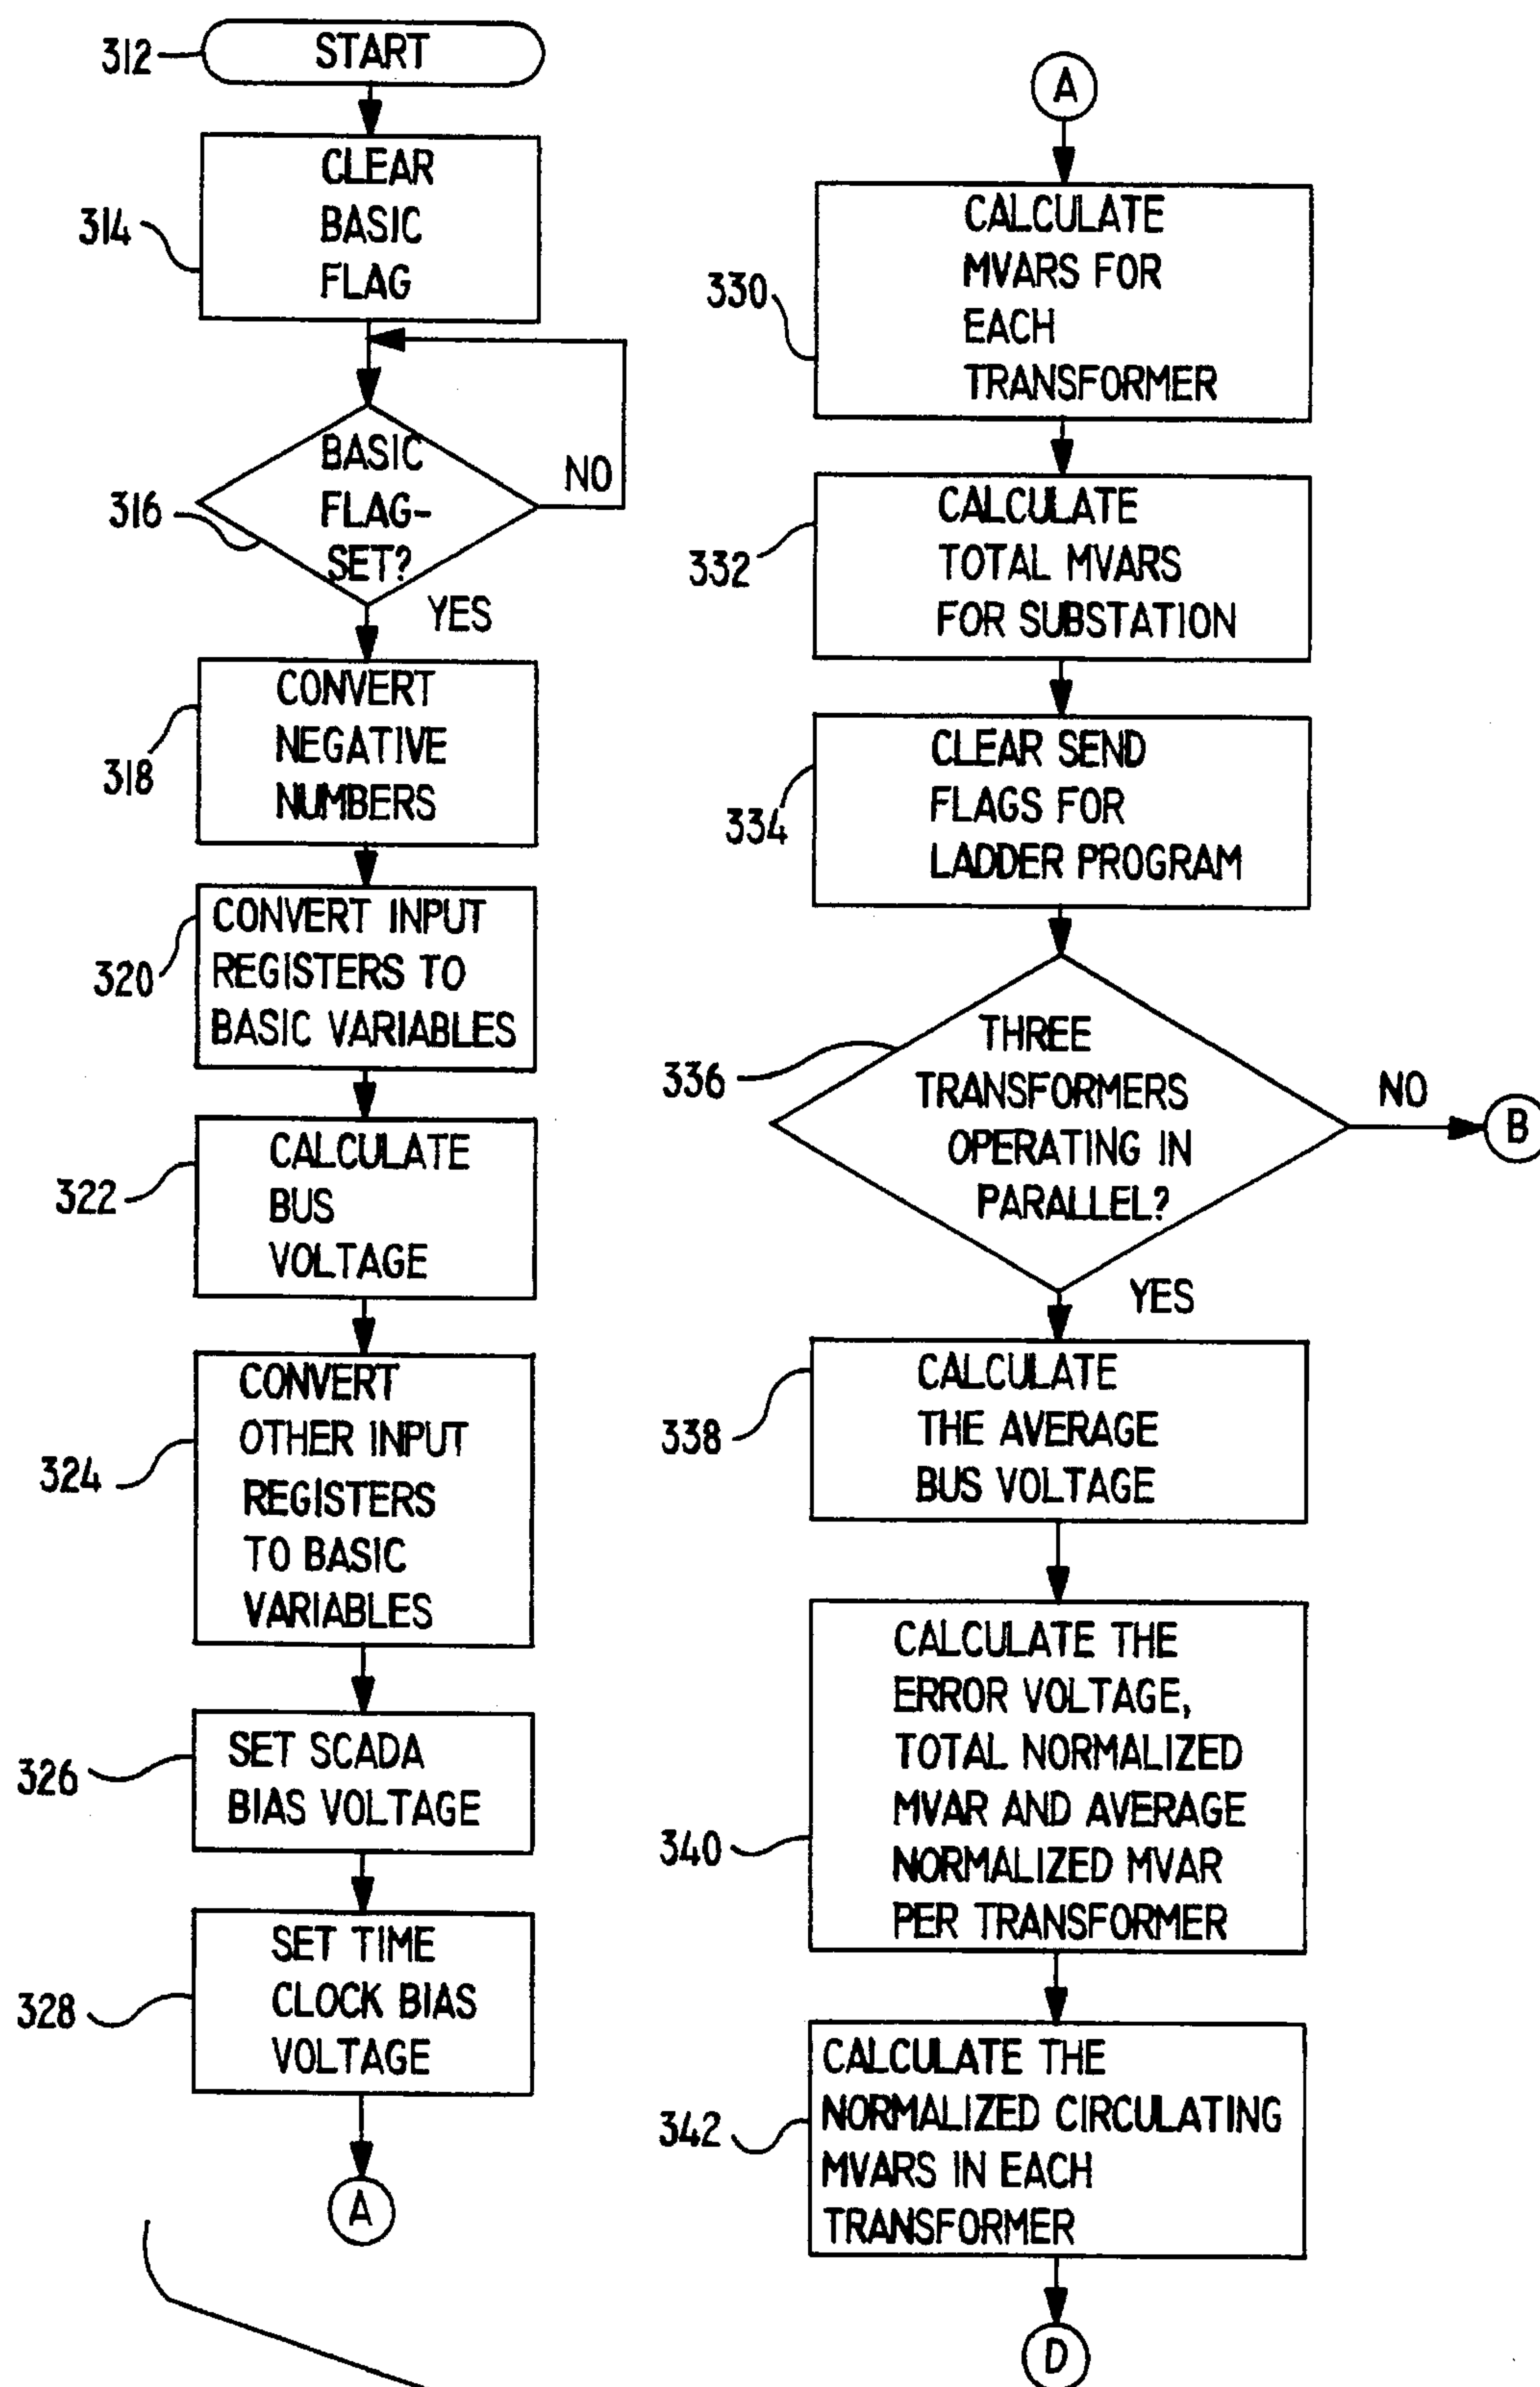 312
START
314
CLEAR
BASIC
FLAG
316
BASIC
FLAG-
SET?
NO
YES
318
CONVERT
NEGATIVE
NUMBERS
320
CONVERT INPUT
REGISTERS TO
BASIC VARIABLES
322
CALCULATE
BUS
VOLTAGE
324
CONVERT
OTHER INPUT
REGISTERS
TO BASIC
VARIABLES
326
SET SCADA
BIAS VOLTAGE
328
SET TIME
CLOCK BIAS
VOLTAGE
A
A
330
CALCULATE
MVARS FOR
EACH
TRANSFORMER
332
CALCULATE
TOTAL MVARS
FOR SUBSTATION
334
CLEAR SEND
FLAGS FOR
LADDER PROGRAM
336
THREE
TRANSFORMERS
OPERATING IN
PARALLEL?
NO
B
YES
338
CALCULATE
THE AVERAGE
BUS VOLTAGE
340
CALCULATE THE
ERROR VOLTAGE,
TOTAL NORMALIZED
MVAR AND AVERAGE
NORMALIZED MVAR
PER TRANSFORMER
342
CALCULATE THE
NORMALIZED CIRCULATING
MVARS IN EACH
TRANSFORMER
D